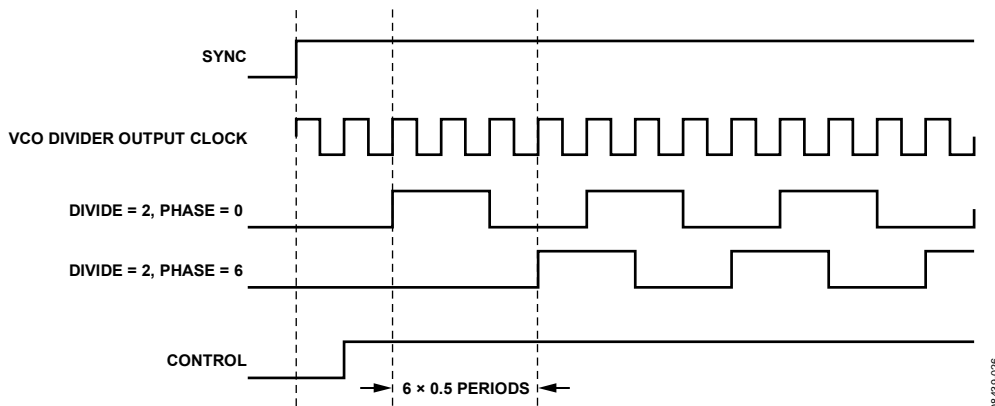 SYNC
VCO DIVIDER OUTPUT CLOCK
DIVIDE = 2, PHASE = 0
DIVIDE = 2, PHASE = 6
CONTROL
6 × 0.5 PERIODS